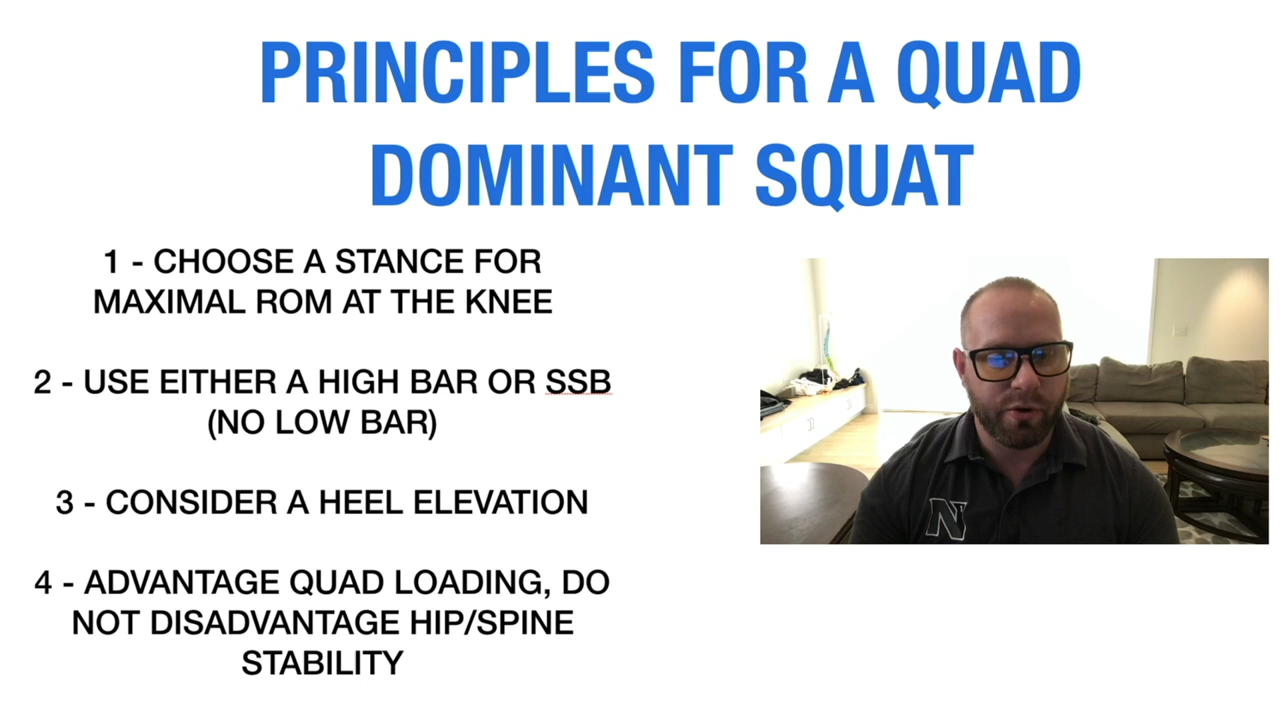 PRINCIPLES FOR A QUAD
DOMINANT SQUAT
1 - CHOOSE A STANCE FOR
MAXIMAL ROM AT THE KNEE
2 - USE EITHER A HIGH BAR OR SSB
(NO LOW BAR)
3 - CONSIDER A HEEL ELEVATION
4 - ADVANTAGE QUAD LOADING, DO
NOT DISADVANTAGE HIP/SPINE
STABILITY
N